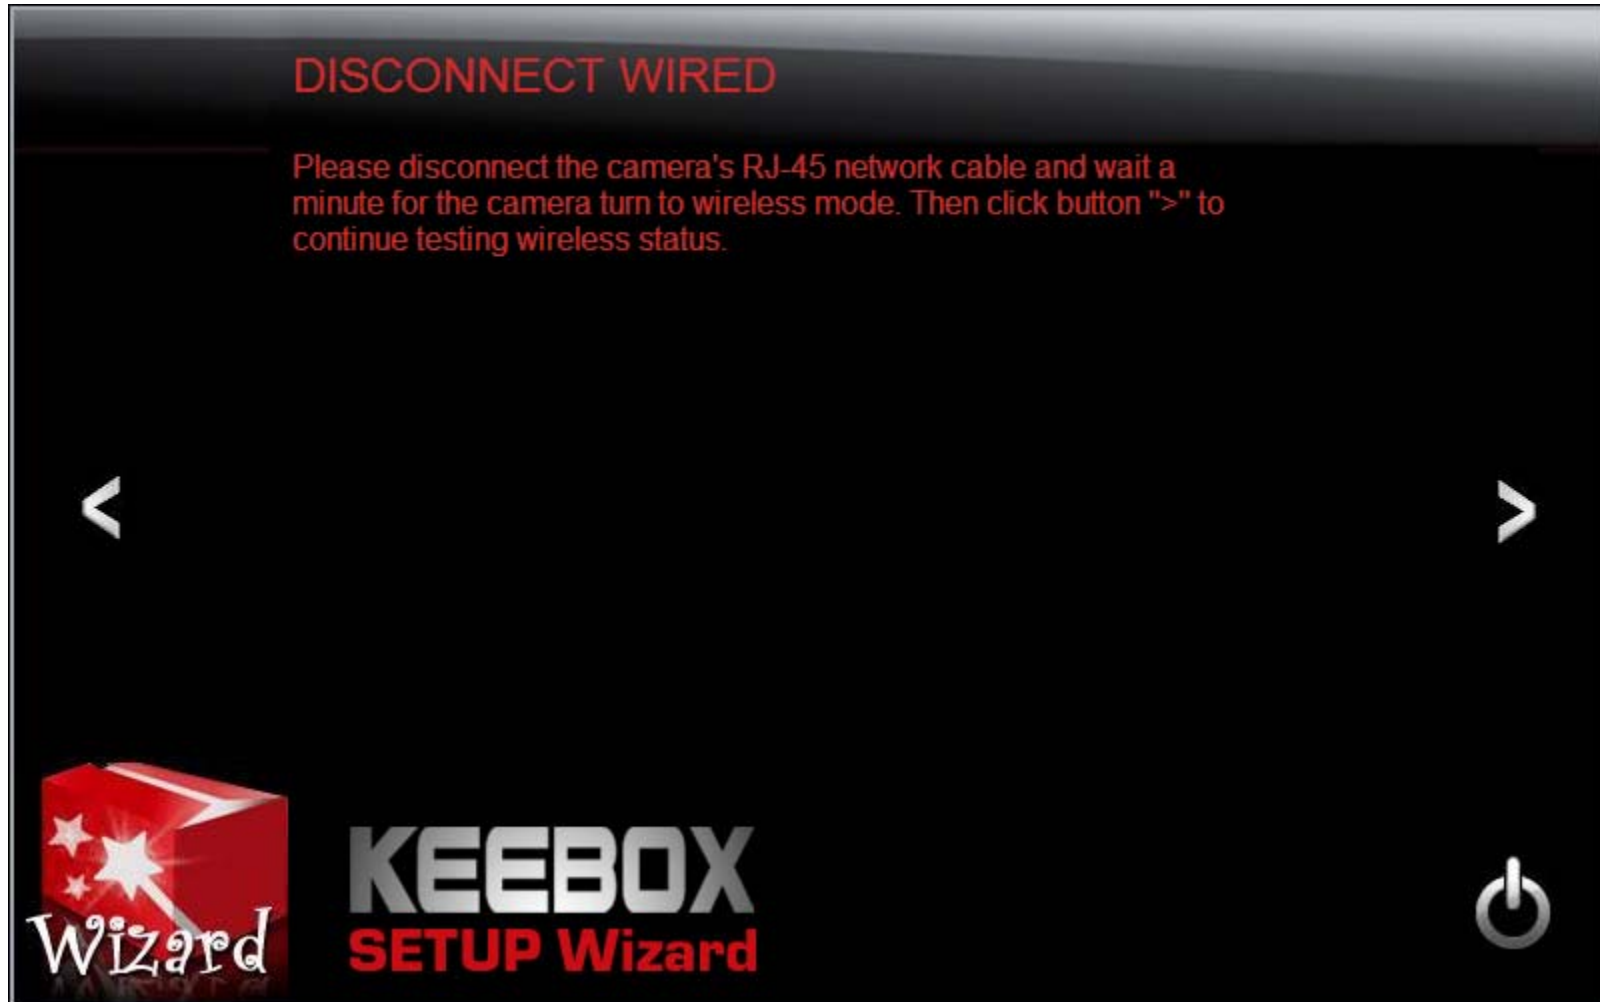 DISCONNECT WIRED
Please disconnect the camera's RJ-45 network cable and wait a
minute for the camera turn to wireless mode. Then click button ">" to
continue testing wireless status.
<
>
Wizard
KEEBOX
SETUP Wizard